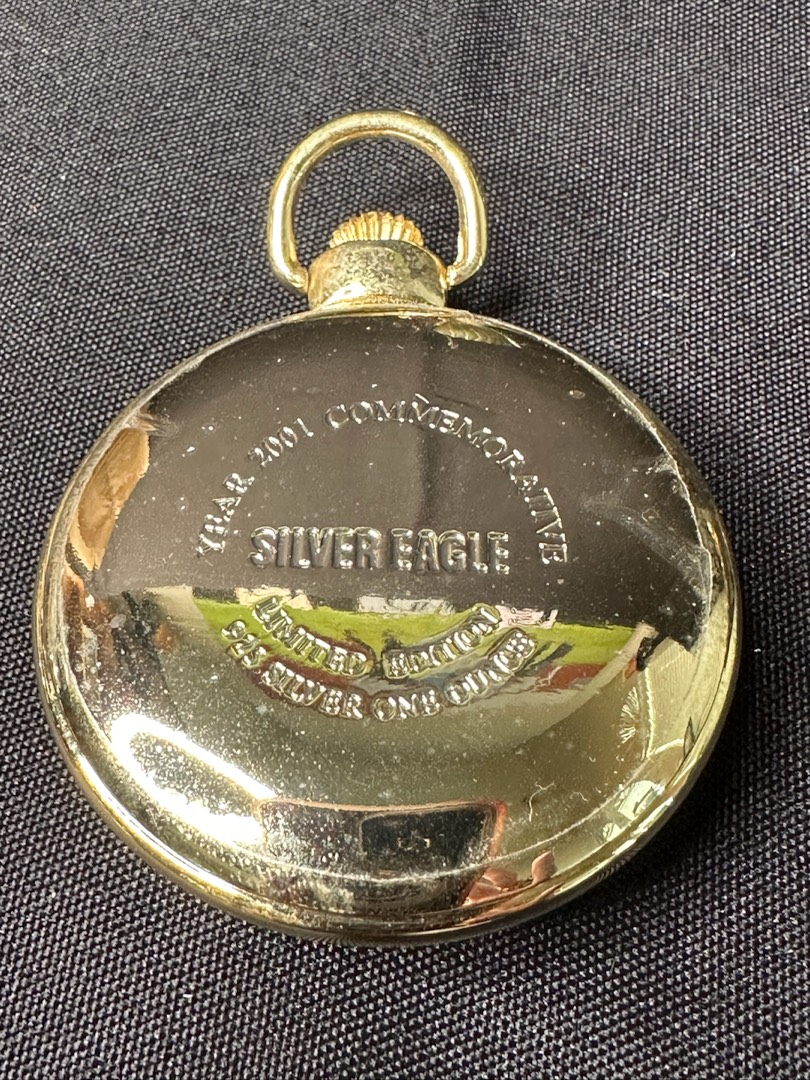 YEAR 2001 COMMEMORATIVE
SILVER EAGLE
LIMITED EDITION
925 SILVER ONE OUNCE